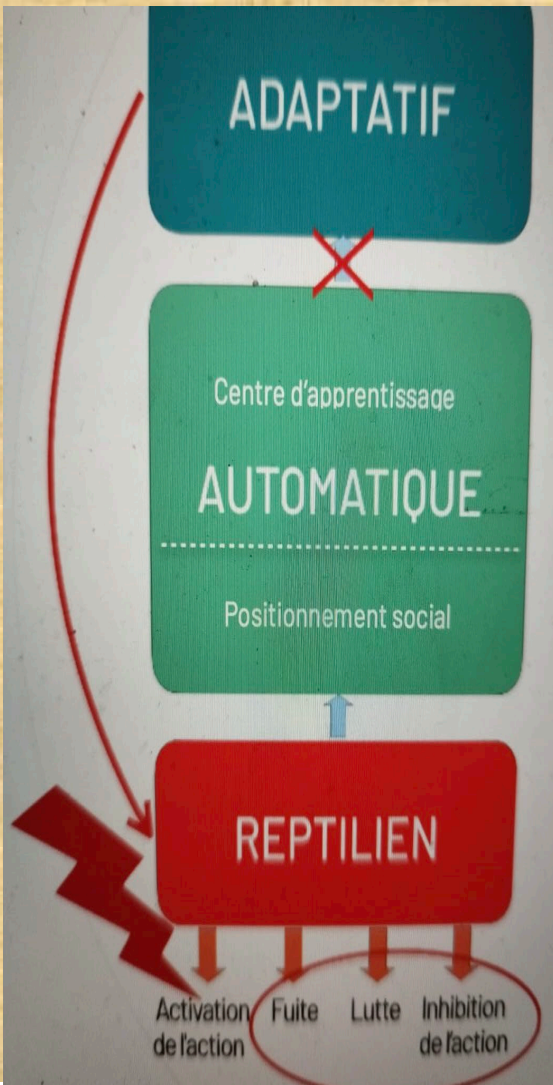 ADAPTATIF
Centre d'apprentissage
AUTOMATIQUE
Positionnement social
REPTILIEN
Activation
de l'action
Fuite
Lutte
Inhibition
de l'action